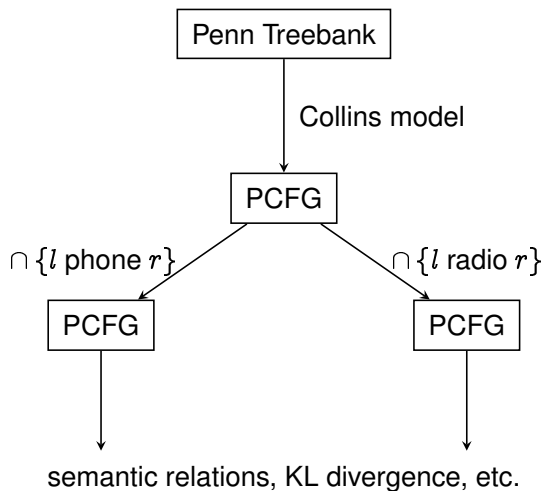 Penn Treebank
Collins model
PCFG
∩ {l phone r}
∩ {l radio r}
PCFG
PCFG
semantic relations, KL divergence, etc.